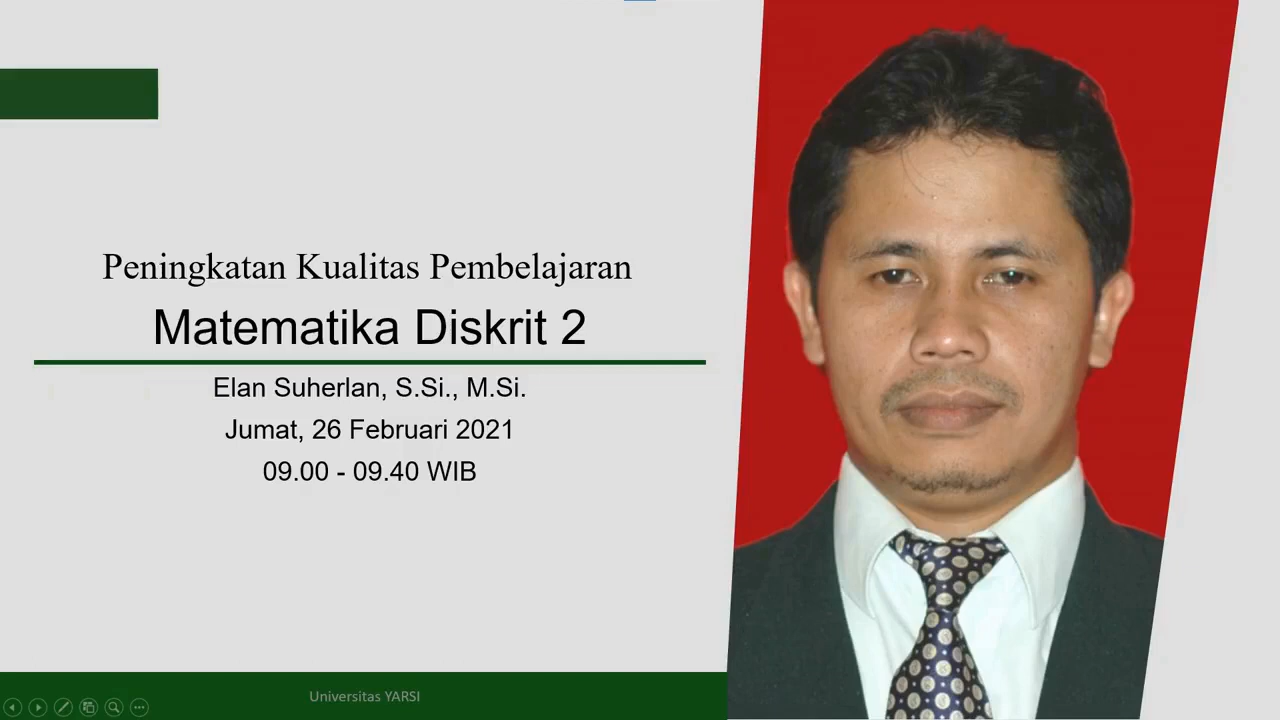 Peningkatan Kualitas Pembelajaran
Matematika Diskrit 2
Elan Suherlan, S.Si., M.Si.
Jumat, 26 Februari 2021
09.00 - 09.40 WIB
Universitas YARSI